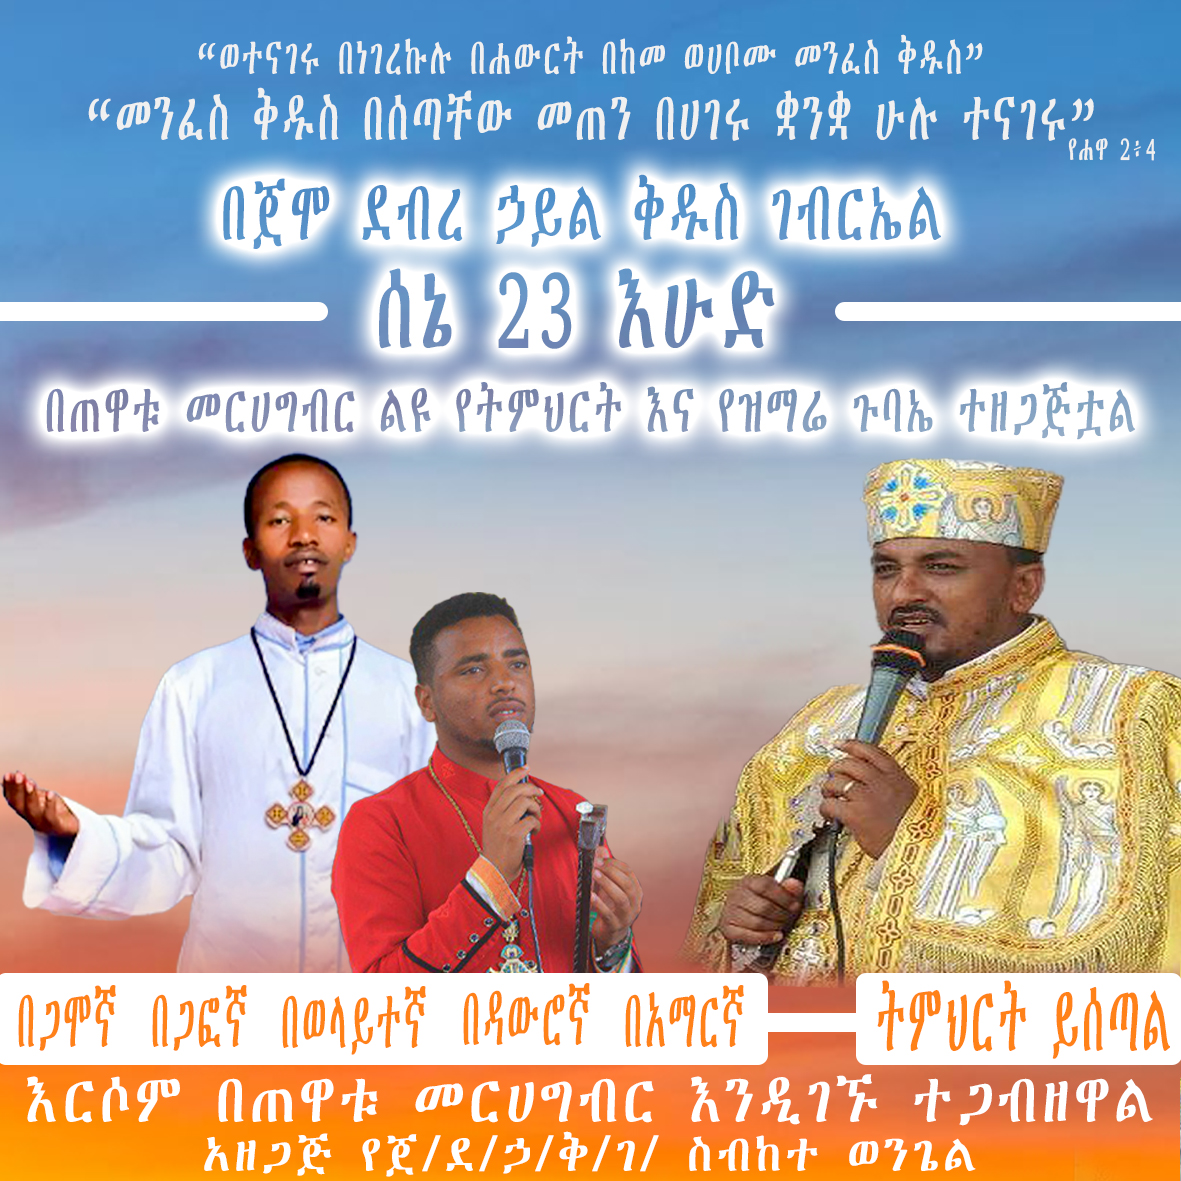 “ወተናገሩ በነገረኩሉ በሐውርት በከመ ወሀቦሙ መንፈስ ቅዱስ”
“መንፈስ ቅዱስ በሰጣቸው መጠን በሀገሩ ቋንቋ ሁሉ ተናገሩ”
የሐዋ 2፥4
በጀሞ ደብረ ኃይል ቅዱስ ገብርኤል
ሰኔ 23 እሁድ
በጠዋቱ መርሀግብር ልዩ የትምህርት እና የዝማሬ ጉባኤ ተዘጋጅቷል
በጋሞኛ በጋፎኛ በወላይተኛ በዳውሮኛ በአማርኛ ትምህርት ይሰጣል
እርሶም በጠዋቱ መርሀግብር እንዲገኙ ተጋብዘዋል
አዘጋጅ የጀ/ደ/ኃ/ቅ/ገ/ ስብከተ ወንጌል